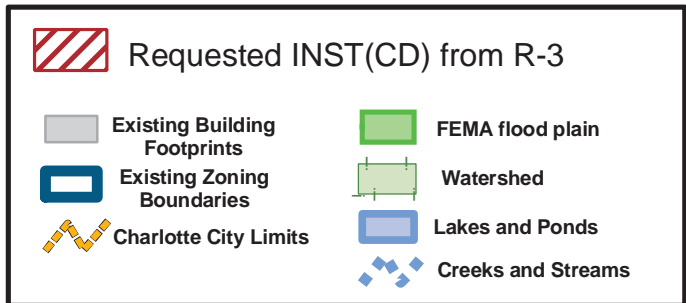 Requested INST(CD) from R-3
Existing Building
Footprints
Existing Zoning
Boundaries
Charlotte City Limits
FEMA flood plain
Watershed
Lakes and Ponds
Creeks and Streams